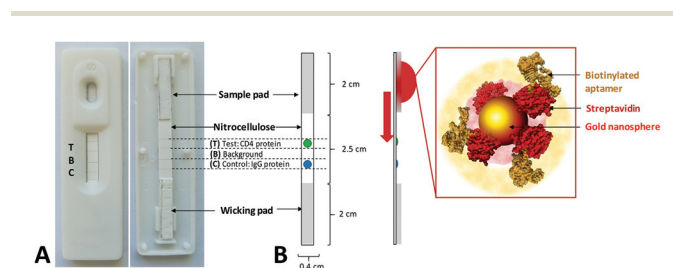 T
B
C
A
Sample pad
Nitrocellulose
(T) Test: CD4 protein
(B) Background
(C) Control: IgG protein
Wicking pad
B
2 cm
2.5 cm
2 cm
0.4 cm
Biotinylated
aptamer
Streptavidin
Gold nanosphere